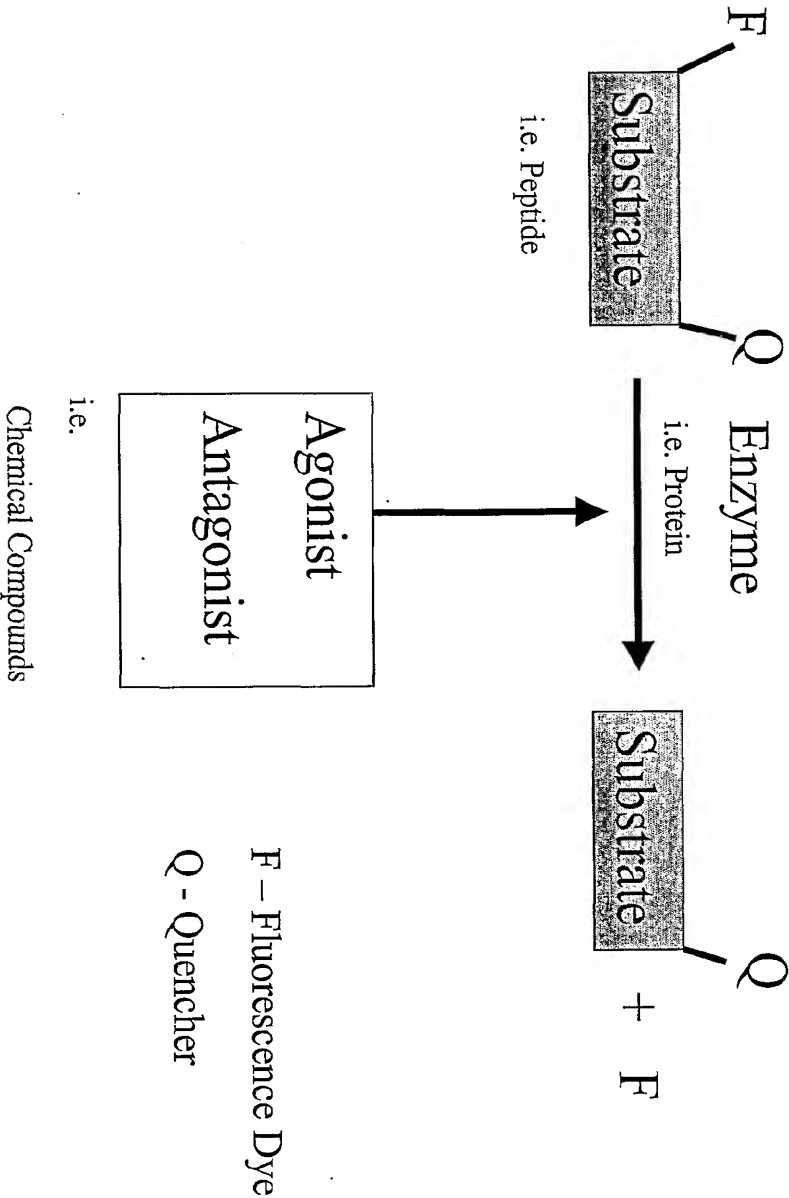 F
Q
Substrate
i.e. Peptide
Enzyme
i.e. Protein
Substrate
Q
+ F
Agonist
Antagonist
i.e.
Chemical Compounds
F – Fluorescence Dye
Q - Quencher